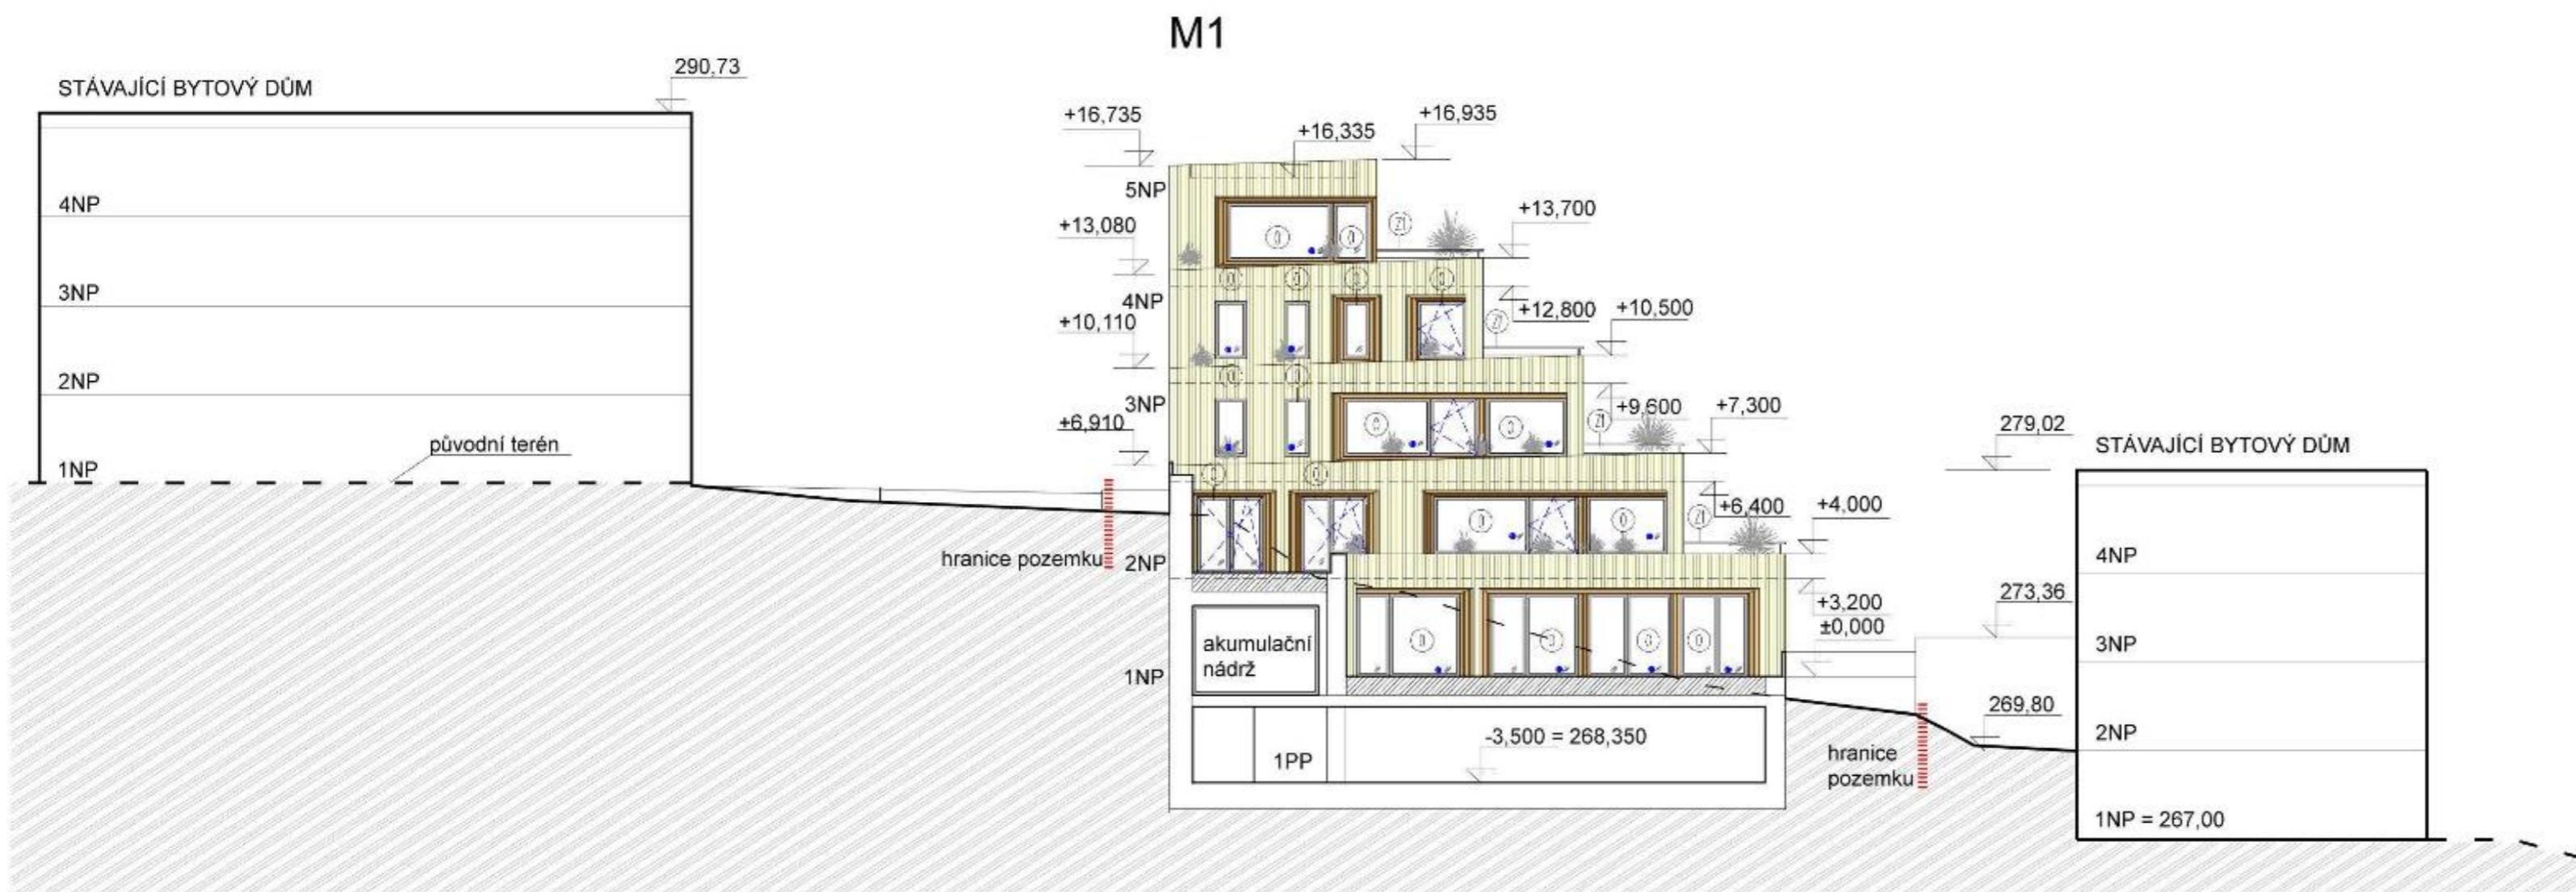 M1
STÁVAJÍCÍ BYTOVÝ DŮM
290,73
4NP
3NP
2NP
1NP
původní terén
hranice pozemku
+16,735
+16,335
+16,935
5NP
+13,080
+13,700
4NP
+10,110
+12,800
+10,500
3NP
+6,910
+9,600
+7,300
2NP
+6,400
+4,000
akumulační
nádrž
+3,200
±0,000
1NP
1PP
-3,500 = 268,350
Z1
Z1
Z1
279,02
STÁVAJÍCÍ BYTOVÝ DŮM
273,36
269,80
hranice
pozemku
4NP
3NP
2NP
1NP = 267,00